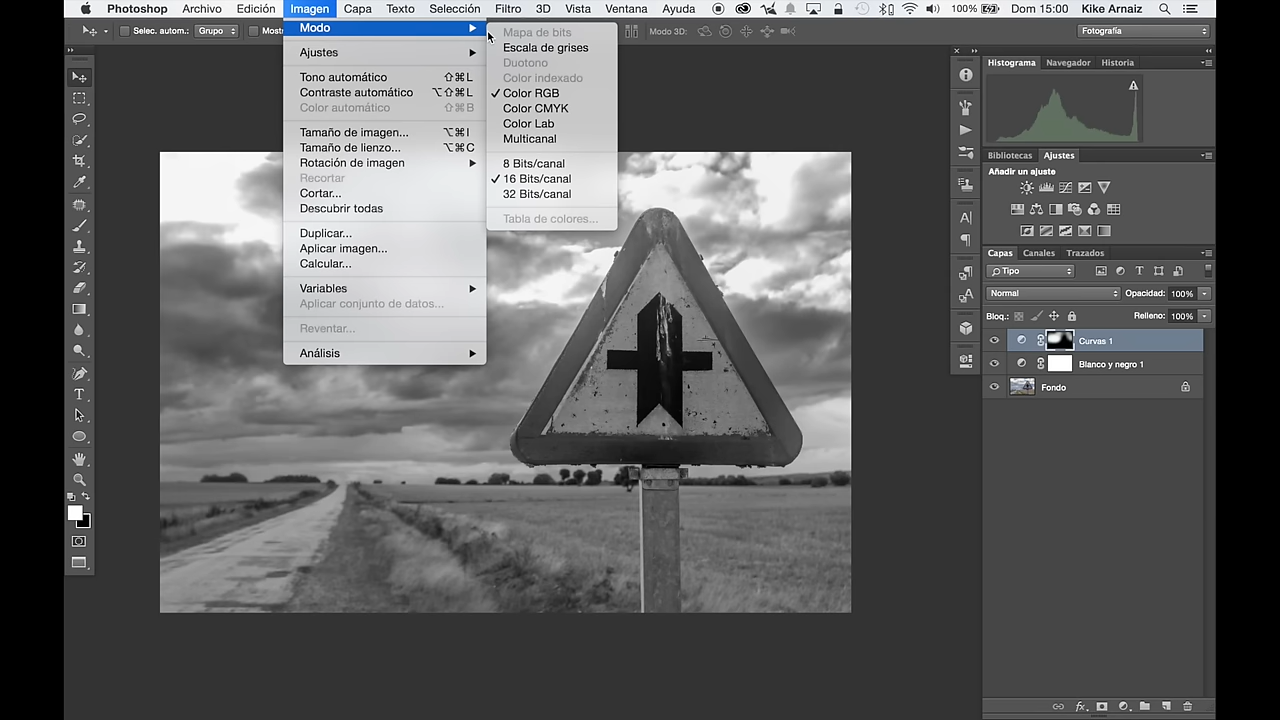 Photoshop Archivo Edición Imagen Capa Texto Selección Filtro 3D Vista Ventana Ayuda 100% Dom 15:00 Kike Arnaiz
Selec. autom.: Grupo Mostr Modo 3D: Fotografía
Modo
Ajustes
Tono automático ⇧⌘L
Contraste automático ⌥⇧⌘L
Color automático ⇧⌘B
Tamaño de imagen... ⌥⌘I
Tamaño de lienzo... ⌥⌘C
Rotación de imagen
Recortar
Cortar...
Descubrir todas
Duplicar...
Aplicar imagen...
Calcular...
Variables
Aplicar conjunto de datos...
Reventar...
Análisis
Mapa de bits
Escala de grises
Duotono
Color indexado
Color RGB
Color CMYK
Color Lab
Multicanal
8 Bits/canal
16 Bits/canal
32 Bits/canal
Tabla de colores...
Histograma Navegador Historia
Bibliotecas Ajustes
Añadir un ajuste
Capas Canales Trazados
Tipo
Normal Opacidad: 100%
Bloq.: Relleno: 100%
Curvas 1
Blanco y negro 1
Fondo